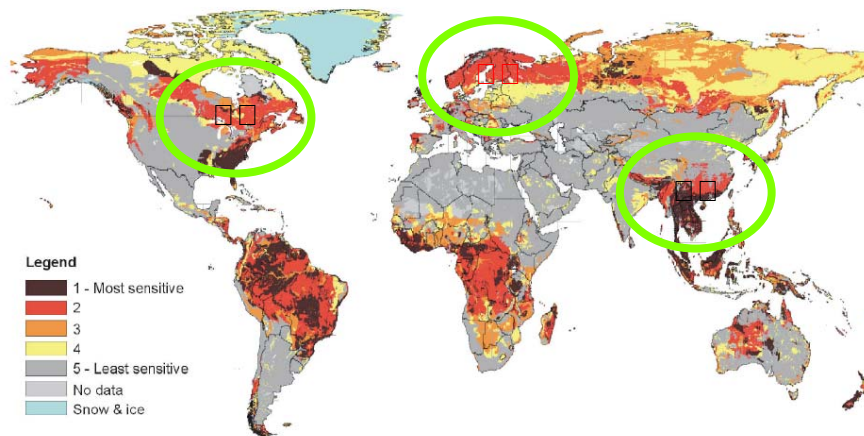 Legend
1 - Most sensitive
2
3
4
5 - Least sensitive
No data
Snow & ice